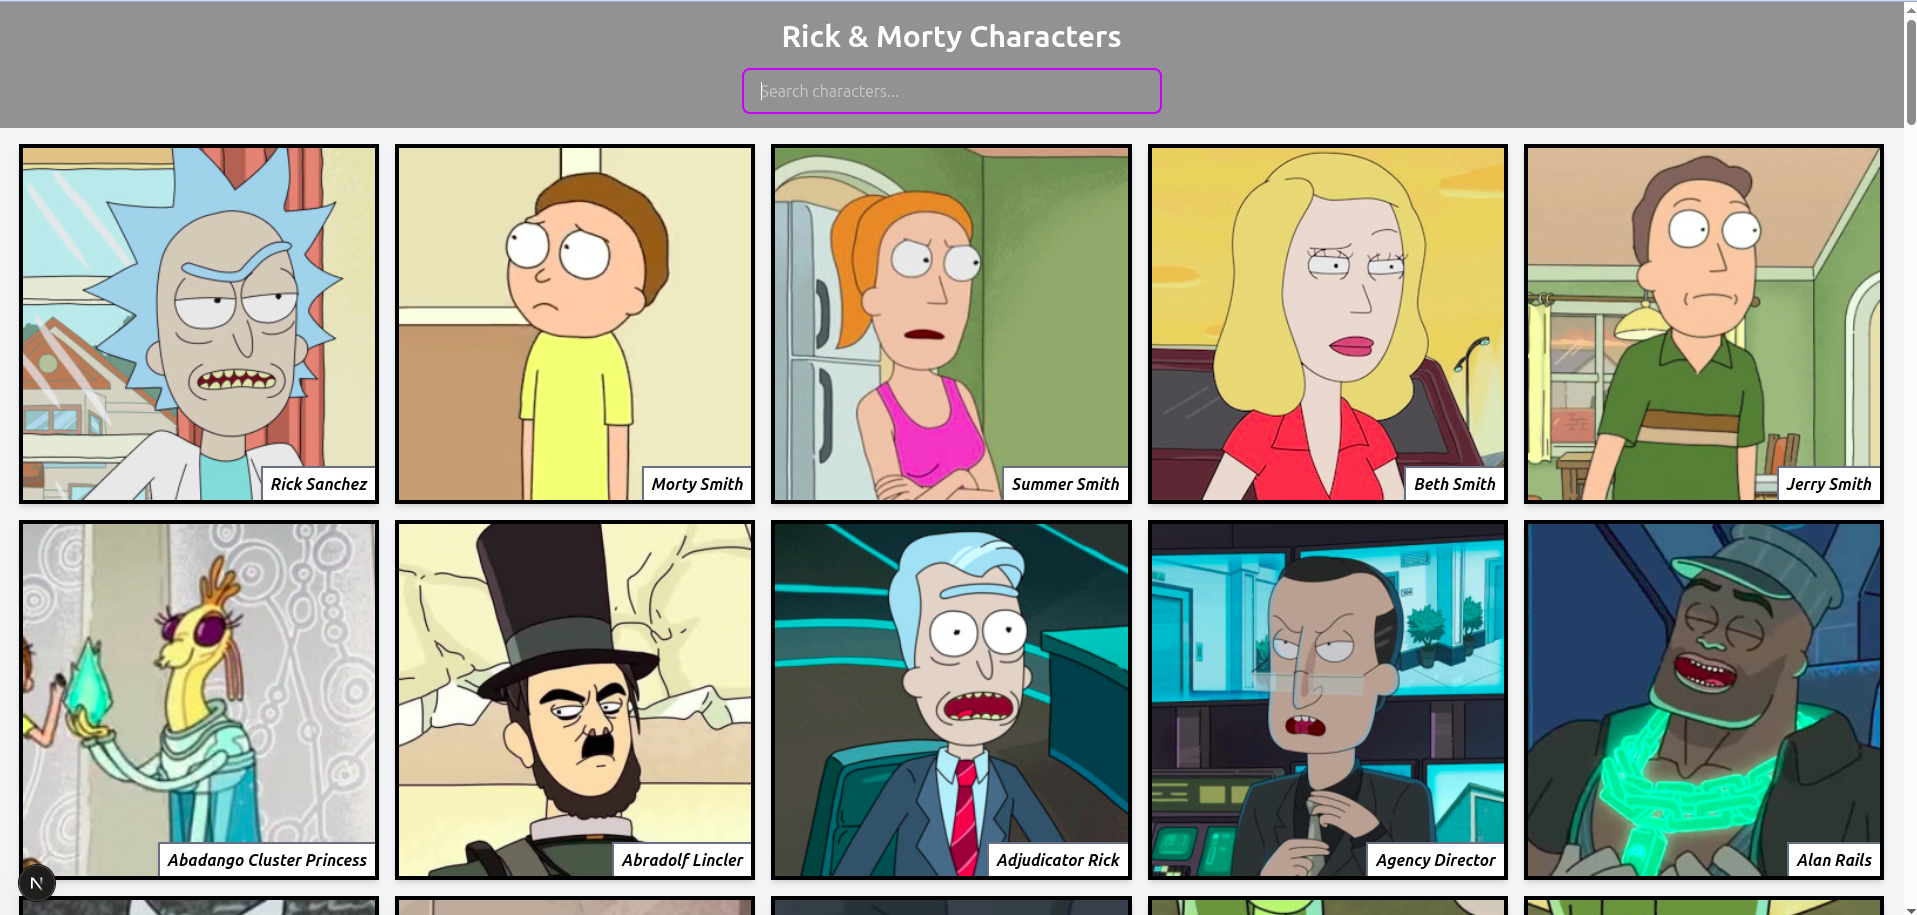 Rick & Morty Characters
Search characters...
Rick Sanchez
Morty Smith
Summer Smith
Beth Smith
Jerry Smith
Abadango Cluster Princess
Abradolf Lincler
Adjudicator Rick
Agency Director
Alan Rails
N